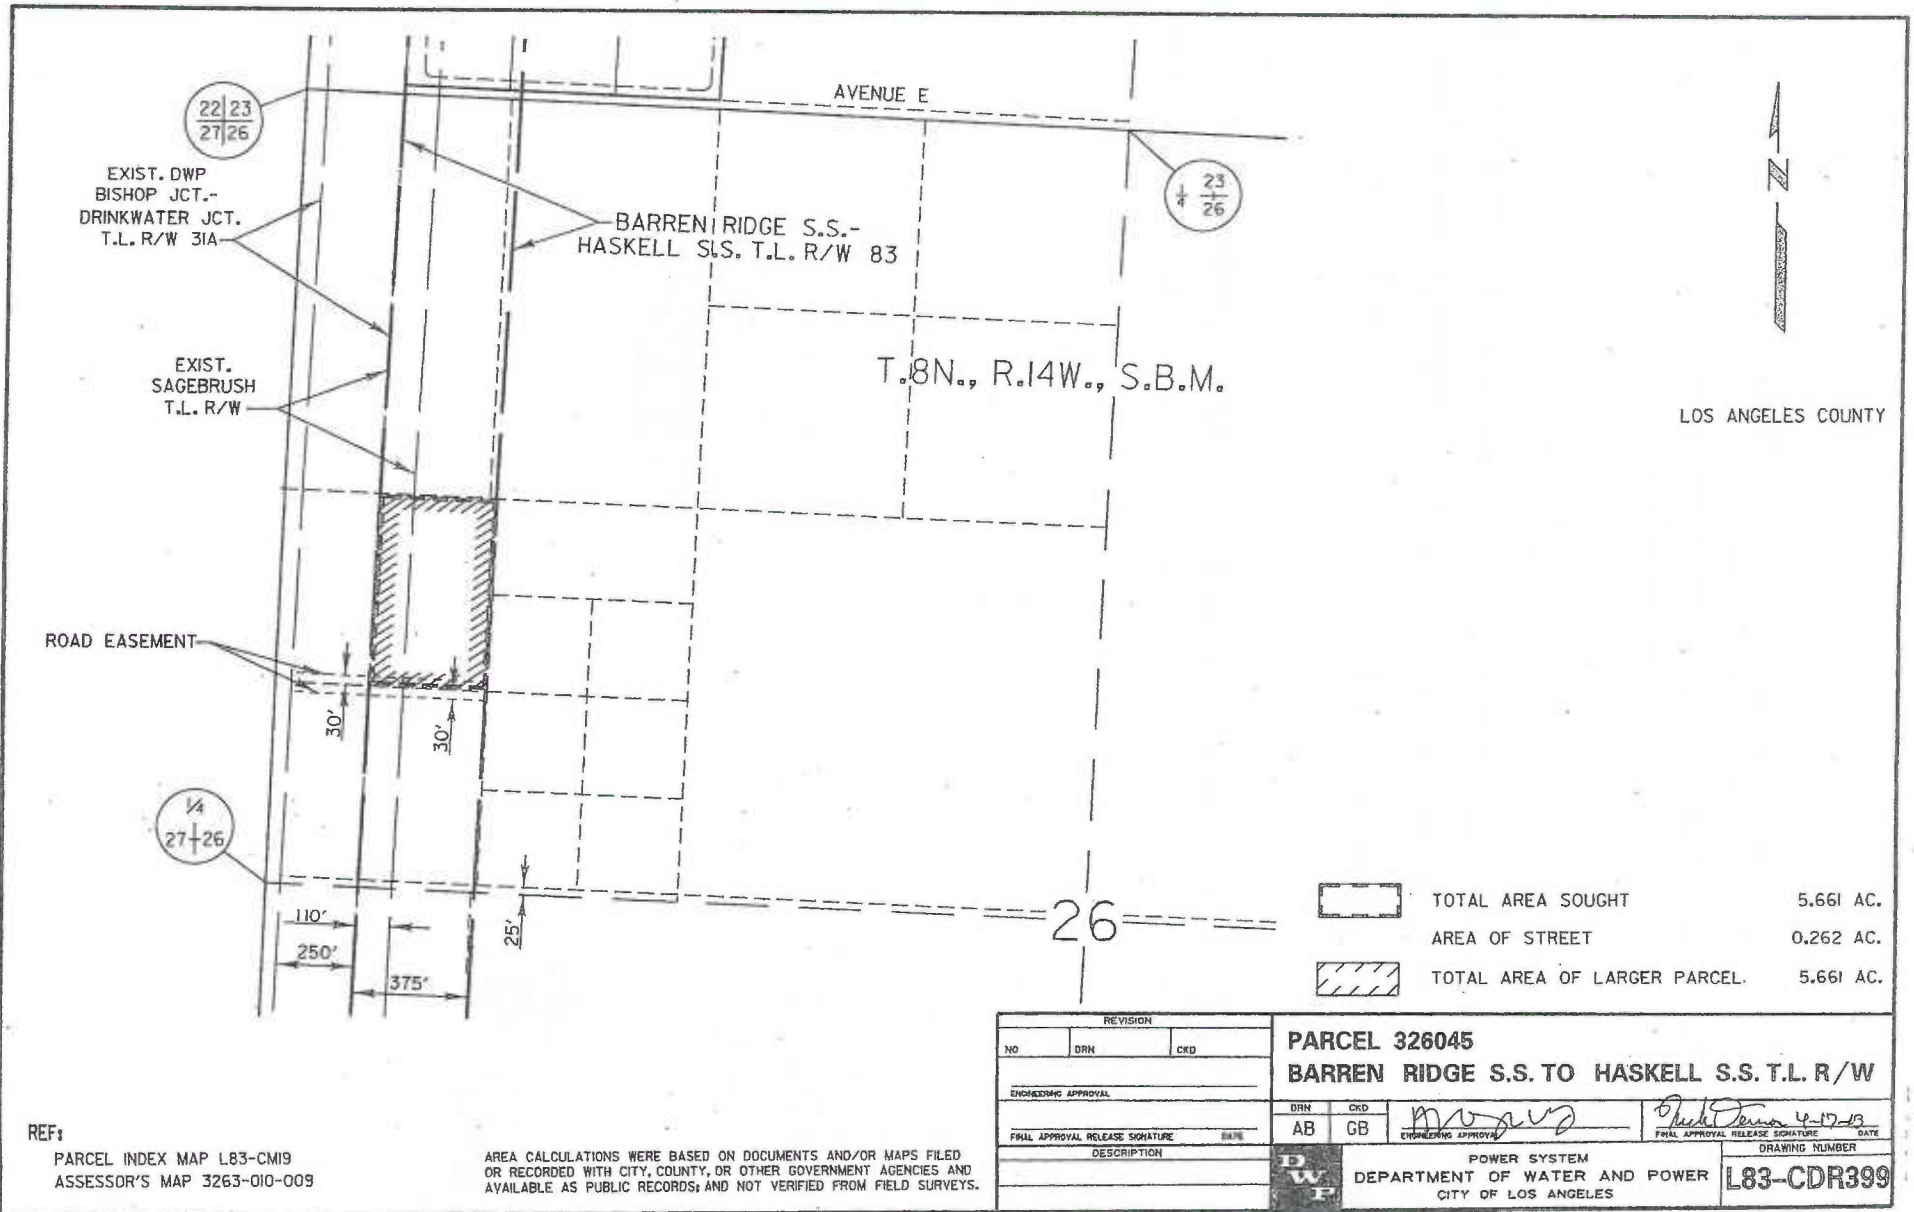 AVENUE E
22 23
27 26
EXIST. DWP
BISHOP JCT.-
DRINKWATER JCT.
T.L. R/W 31A
1/4 23
26
BARREN RIDGE S.S.-
HASKELL S.S. T.L. R/W 83
EXIST.
SAGEBRUSH
T.L. R/W
T.8N., R.14W., S.B.M.
N
LOS ANGELES COUNTY
ROAD EASEMENT
30'
30'
1/4
27 26
110'
250'
375'
25'
26
TOTAL AREA SOUGHT 5.661 AC.
AREA OF STREET 0.262 AC.
TOTAL AREA OF LARGER PARCEL. 5.661 AC.
REVISION
NO DRN CKD
ENGINEERING APPROVAL
FINAL APPROVAL RELEASE SIGNATURE DATE
DESCRIPTION
PARCEL 326045
BARREN RIDGE S.S. TO HASKELL S.S. T.L. R/W
DRN CKD
AB GB
ENGINEERING APPROVAL
4-17-13
FINAL APPROVAL RELEASE SIGNATURE DATE
DWP
POWER SYSTEM
DEPARTMENT OF WATER AND POWER
CITY OF LOS ANGELES
DRAWING NUMBER
L83-CDR399
REF:
PARCEL INDEX MAP L83-CM19
ASSESSOR'S MAP 3263-010-009
AREA CALCULATIONS WERE BASED ON DOCUMENTS AND/OR MAPS FILED
OR RECORDED WITH CITY, COUNTY, OR OTHER GOVERNMENT AGENCIES AND
AVAILABLE AS PUBLIC RECORDS; AND NOT VERIFIED FROM FIELD SURVEYS.